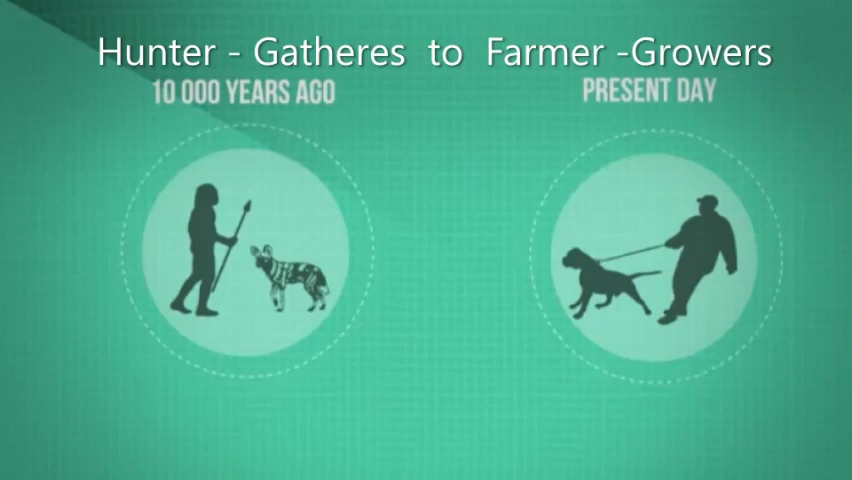 Hunter - Gatheres to Farmer -Growers
10 000 YEARS AGO
PRESENT DAY